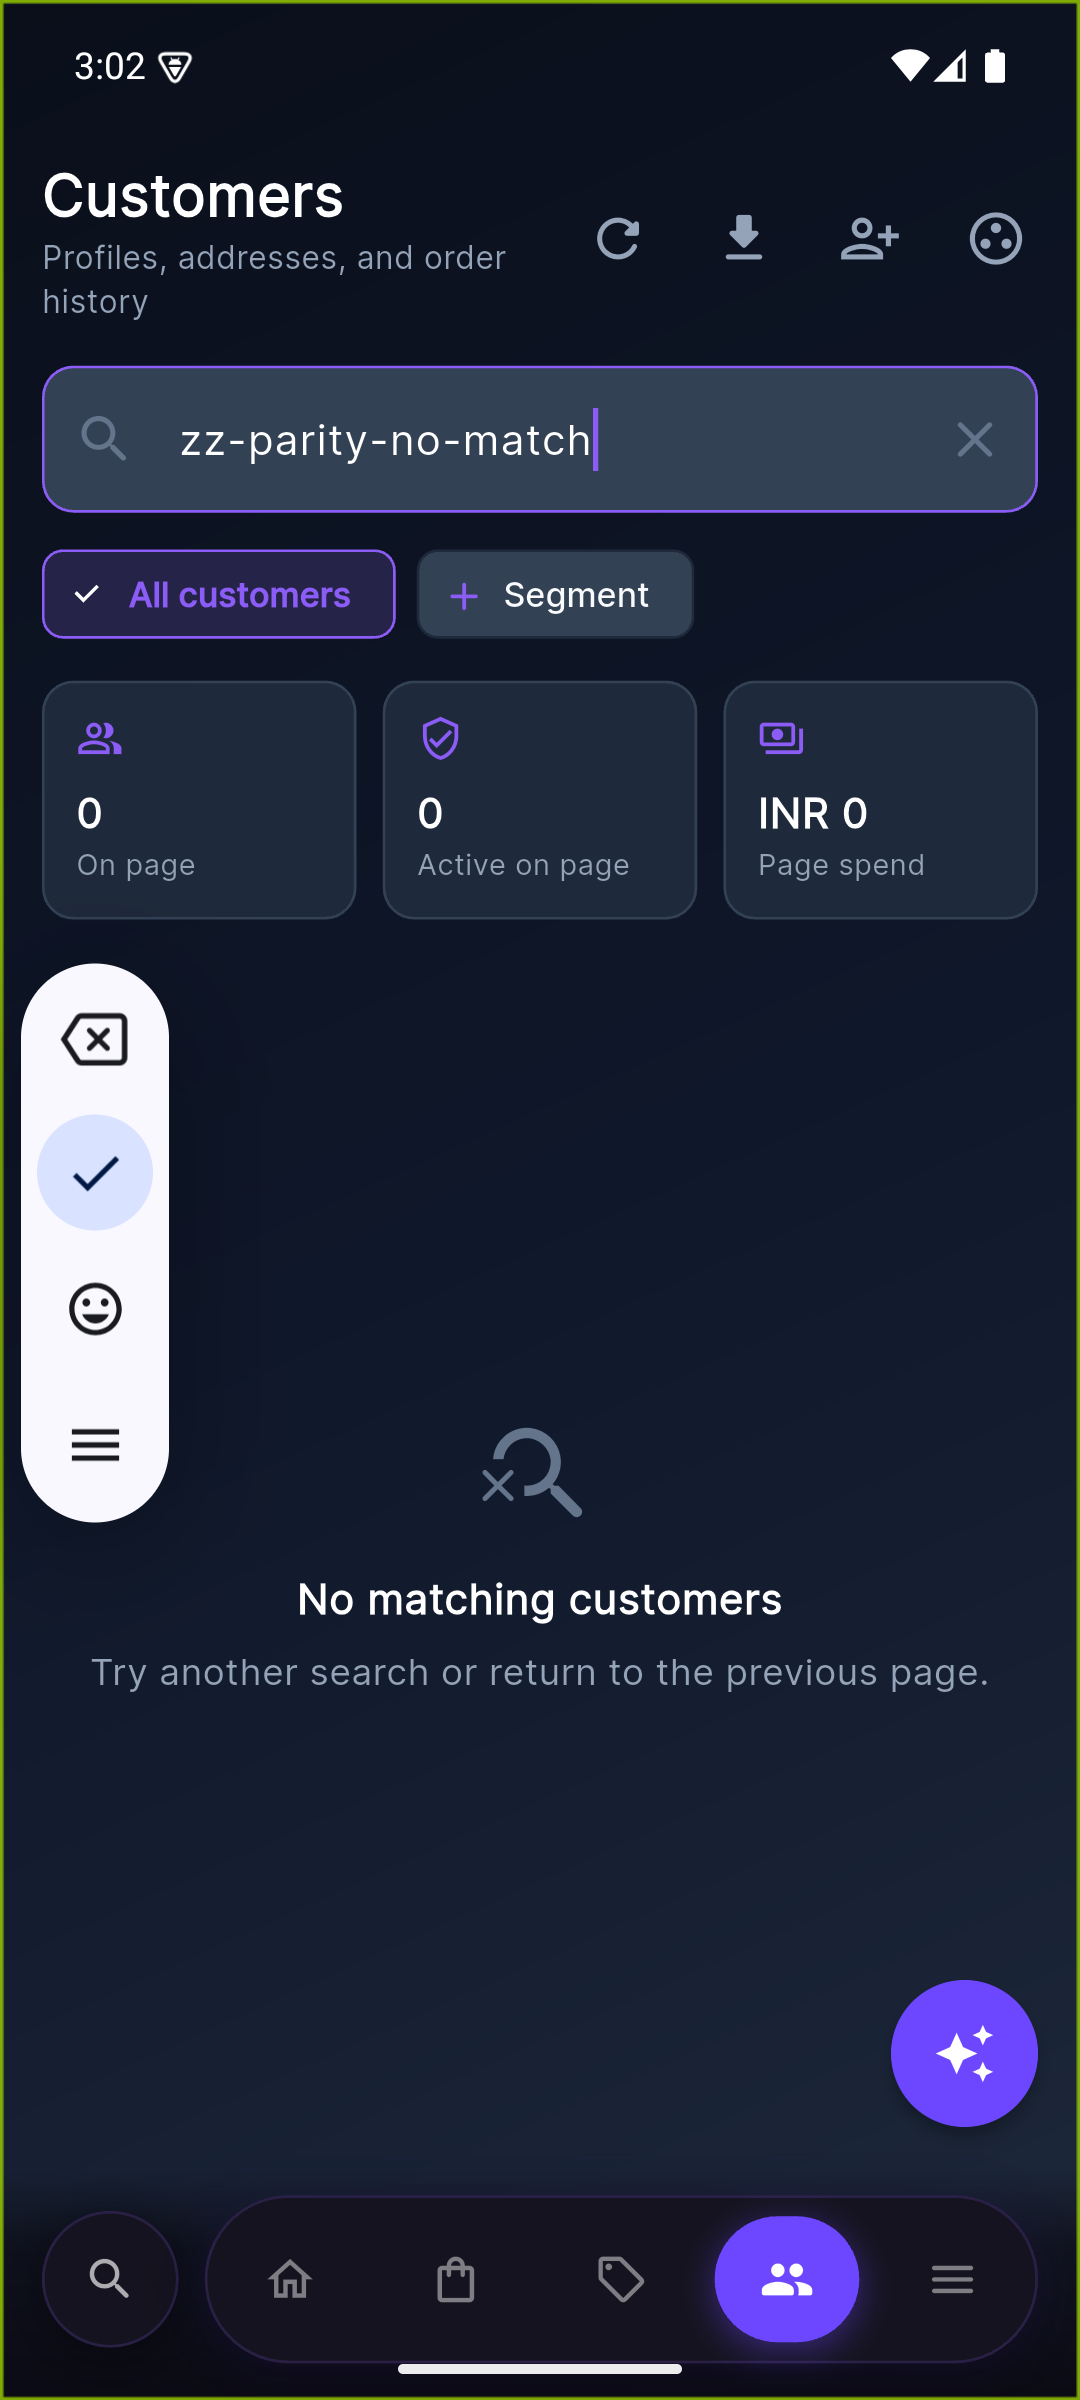 3:02
Customers
Profiles, addresses, and order
history
zz-parity-no-match
All customers
Segment
0
On page
0
Active on page
INR 0
Page spend
No matching customers
Try another search or return to the previous page.